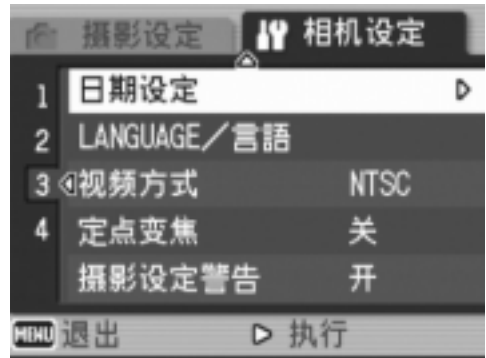 摄影设定 相机设定
1 日期设定
2 LANGUAGE／言語
3 视频方式 NTSC
4 定点变焦 关
摄影设定警告 开
MENU 退出 执行